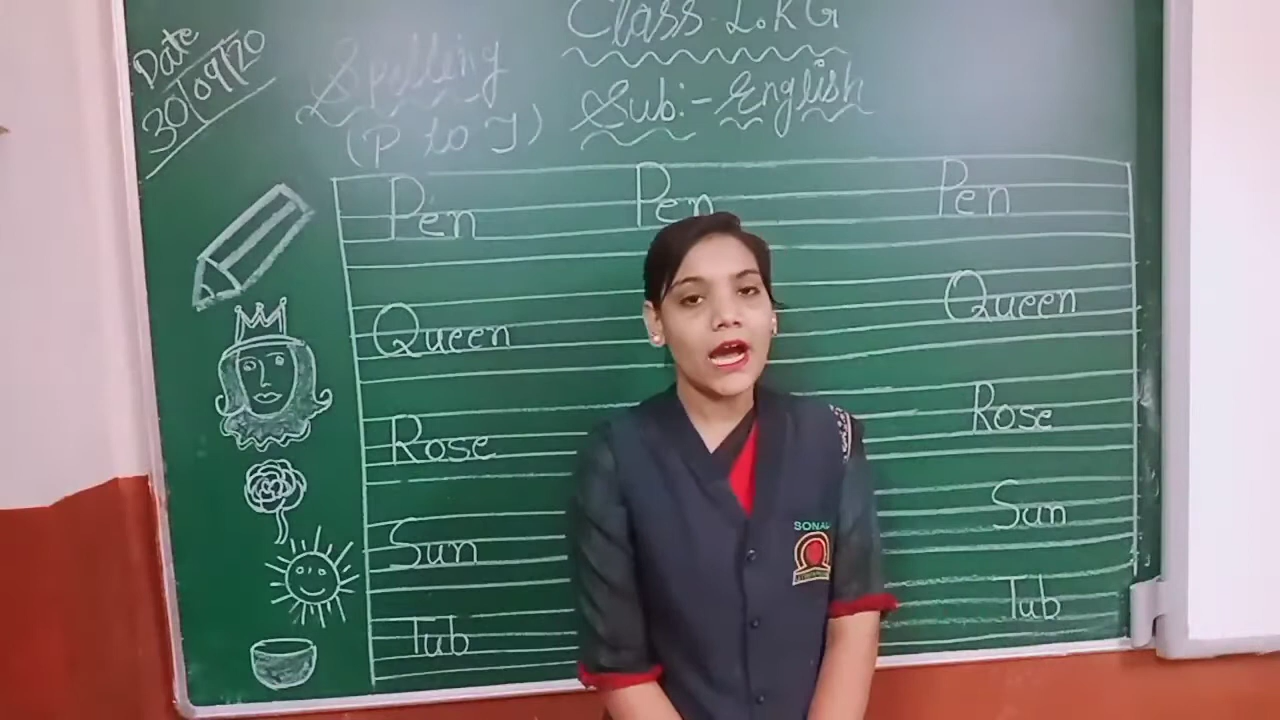 Date
30/09/20
Class L.KG
Spelling
Sub:- English
(P to T)
Pen Pen Pen
Queen Queen
Rose Rose
Sun Sun
Tub Tub
SONAL